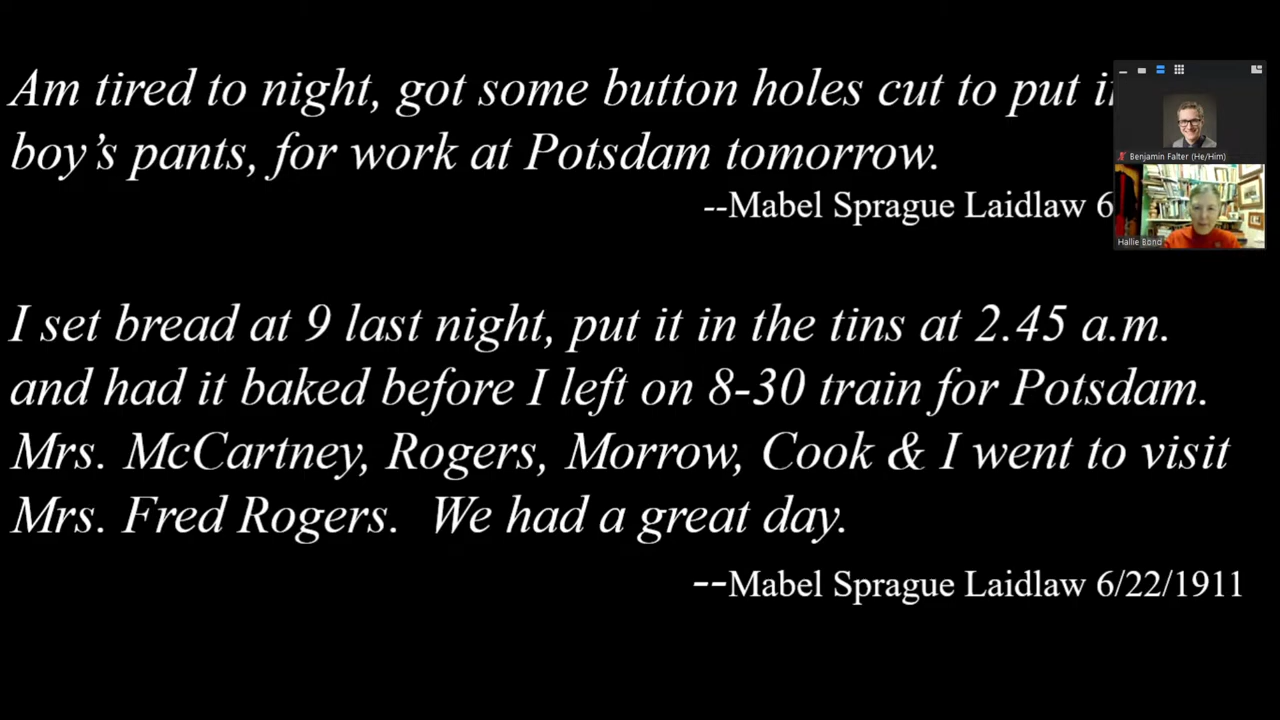 Am tired to night, got some button holes cut to put
boy’s pants, for work at Potsdam tomorrow.
--Mabel Sprague Laidlaw 6
Benjamin Falter (He/Him)
Hallie Bond
I set bread at 9 last night, put it in the tins at 2.45 a.m.
and had it baked before I left on 8-30 train for Potsdam.
Mrs. McCartney, Rogers, Morrow, Cook & I went to visit
Mrs. Fred Rogers.  We had a great day.
--Mabel Sprague Laidlaw 6/22/1911